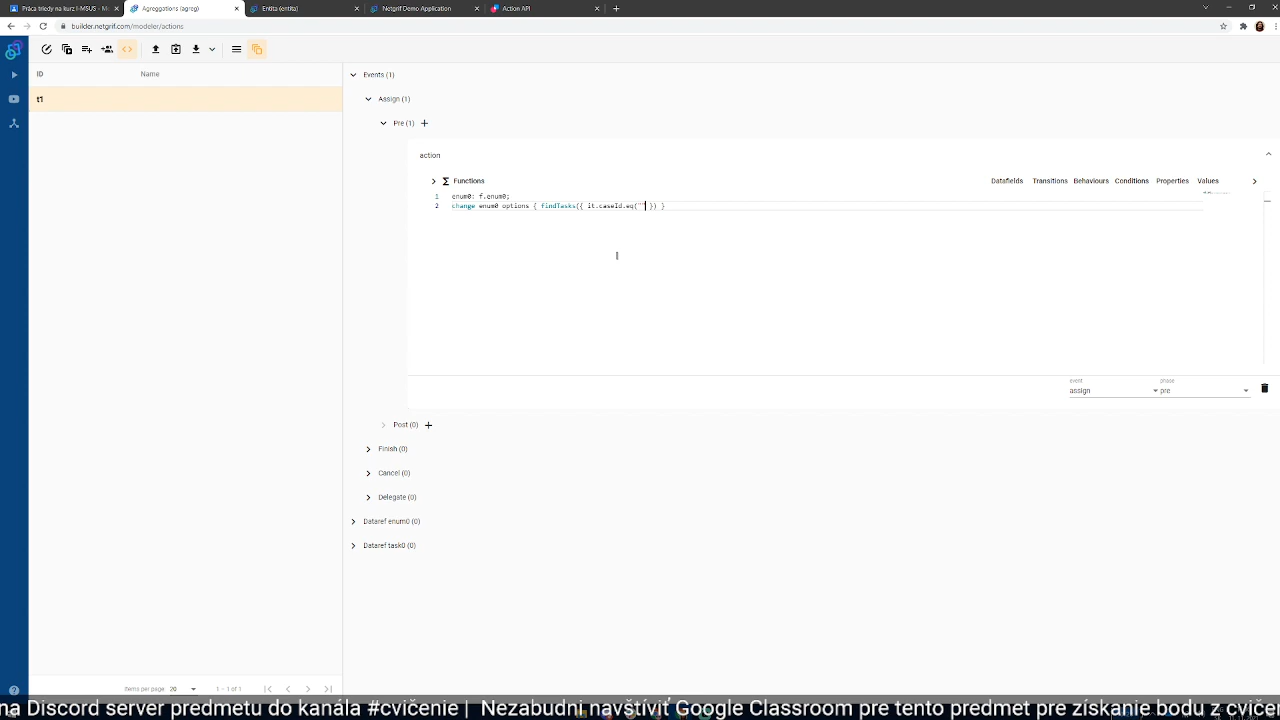 Práca triedy na kurz I-MSUS - Mo
Agreggations (agreg)
Entita (entita)
Netgrif Demo Application
Action API
builder.netgrif.com/modeler/actions
ID
Name
Events (1)
t1
Assign (1)
Pre (1)
action
Functions
Datafields
Transitions
Behaviours
Conditions
Properties
Values
1 enum0: f.enum0;
2 change enum0 options { findTasks({ it.caseId.eq("" }) }
event
assign
phase
pre
Post (0)
Finish (0)
Cancel (0)
Delegate (0)
Dataref enum0 (0)
Dataref task0 (0)
Items per page: 20
1 – 1 of 1
na Discord server predmetu do kanála #cvičenie | Nezabudni navštíviť Google Classroom pre tento predmet pre získanie bodu z cvičen